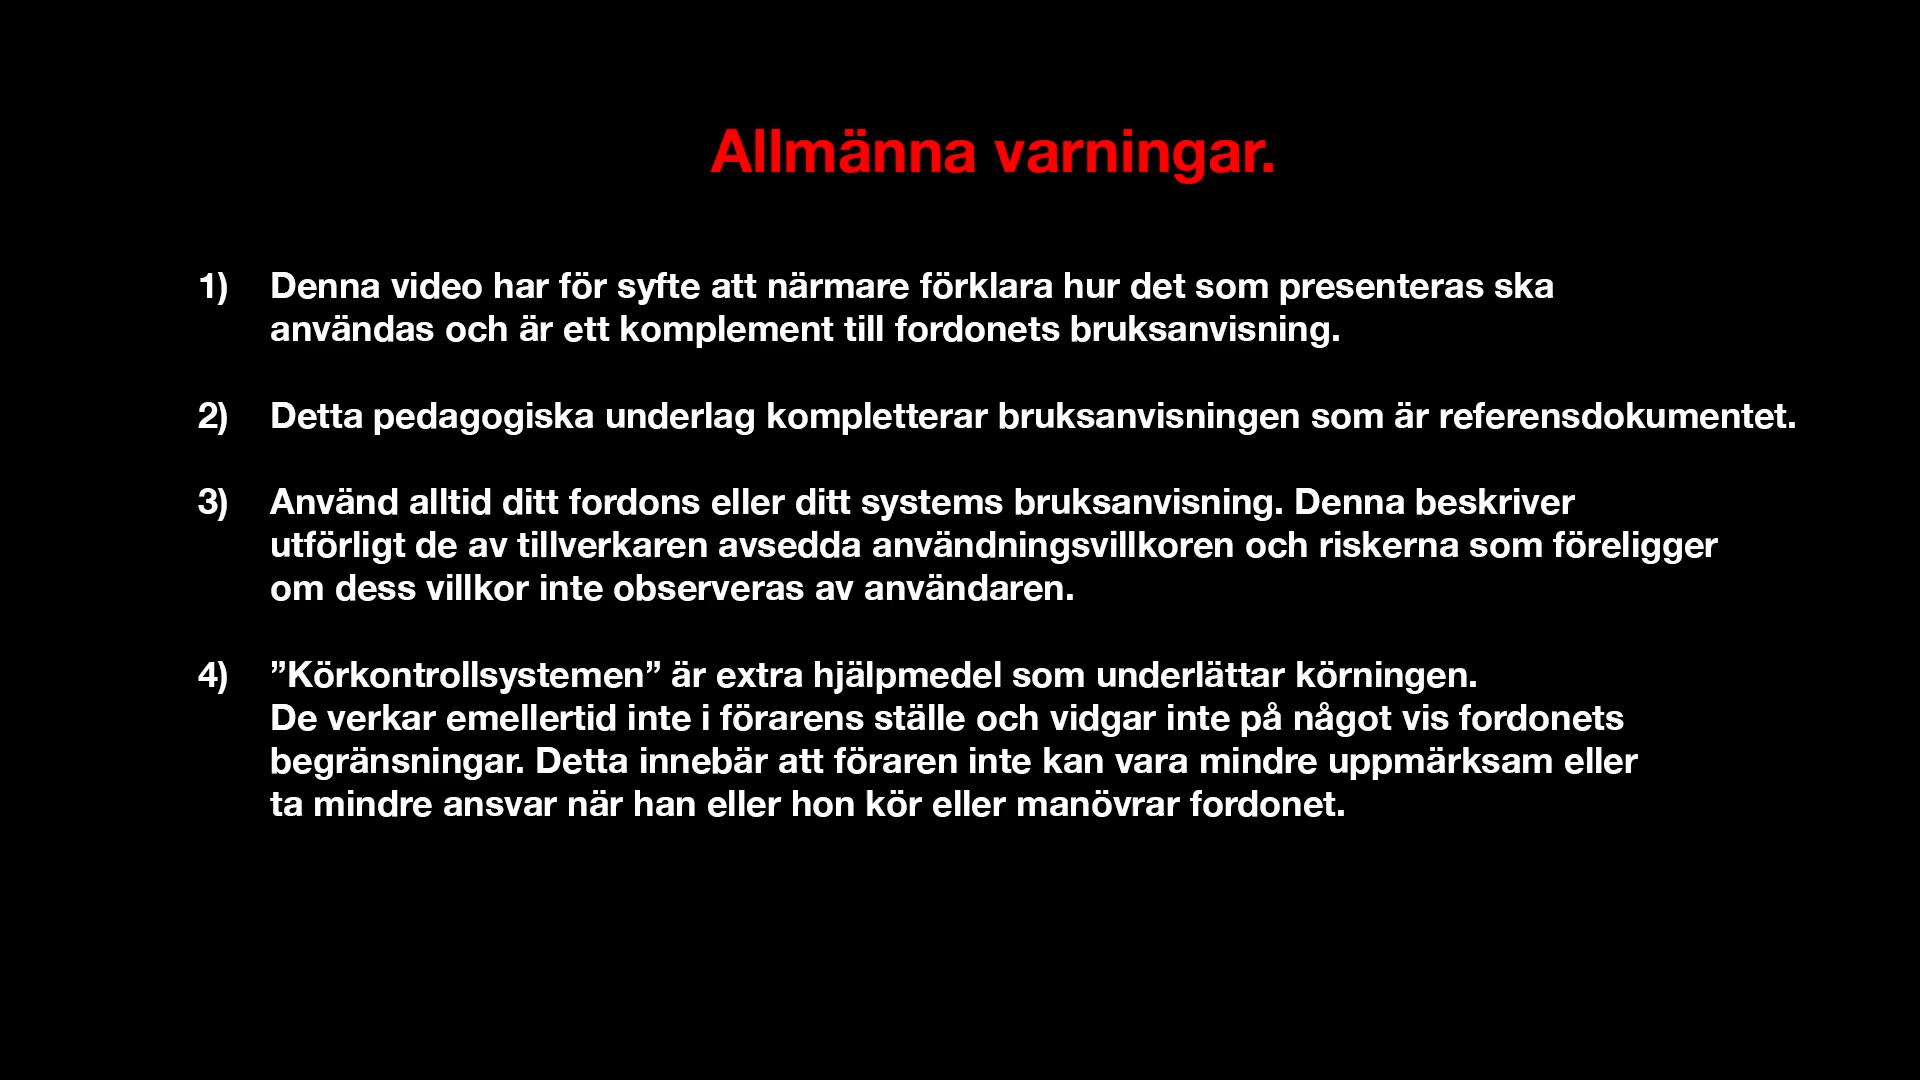 Allmänna varningar.
1) Denna video har för syfte att närmare förklara hur det som presenteras ska
användas och är ett komplement till fordonets bruksanvisning.
2) Detta pedagogiska underlag kompletterar bruksanvisningen som är referensdokumentet.
3) Använd alltid ditt fordons eller ditt systems bruksanvisning. Denna beskriver
utförligt de av tillverkaren avsedda användningsvillkoren och riskerna som föreligger
om dess villkor inte observeras av användaren.
4) ”Körkontrollsystemen” är extra hjälpmedel som underlättar körningen.
De verkar emellertid inte i förarens ställe och vidgar inte på något vis fordonets
begränsningar. Detta innebär att föraren inte kan vara mindre uppmärksam eller
ta mindre ansvar när han eller hon kör eller manövrar fordonet.